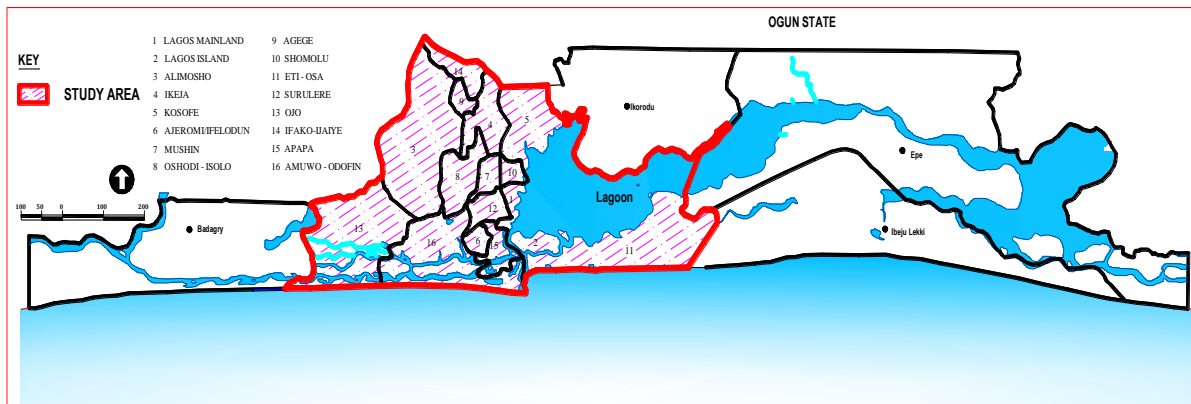 OGUN STATE
KEY
STUDY AREA
1 LAGOS MAINLAND
2 LAGOS ISLAND
3 ALIMOSHO
4 IKEJA
5 KOSOFE
6 AJEROMI/IFELODUN
7 MUSHIN
8 OSHODI - ISOLO
9 AGEGE
10 SHOMOLU
11 ETI - OSA
12 SURULERE
13 OJO
14 IFAKO-IJAIYE
15 APAPA
16 AMUWO - ODOFIN
100 50 0 100 200
14
9
4
5
3
8
7
10
1
12
13
16
6
15
2
11
Ikorodu
Epe
Lagoon
Badagry
Ibeju Lekki